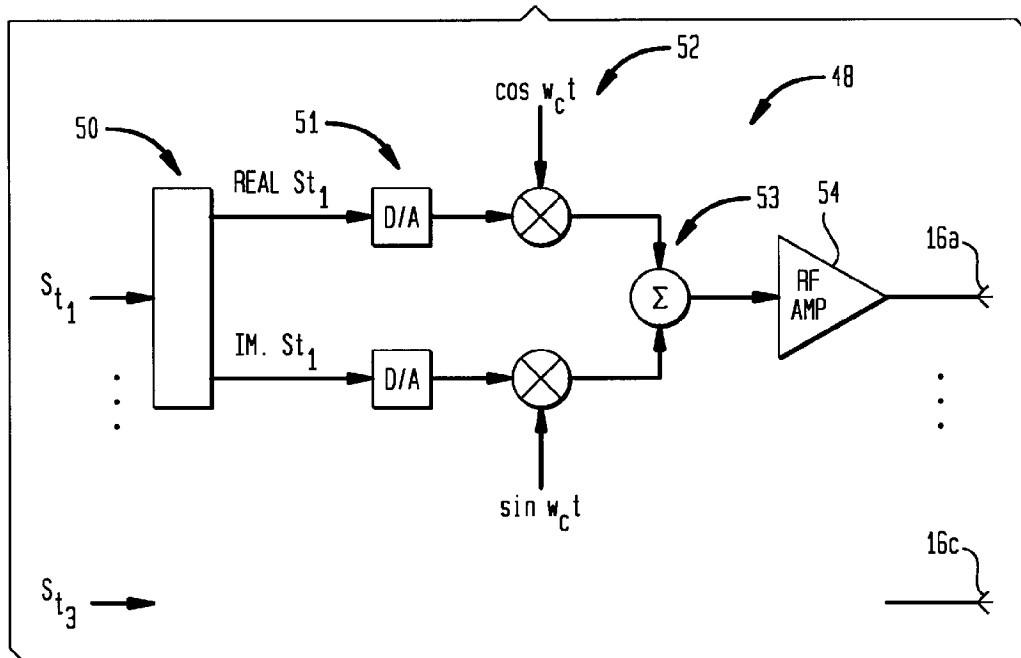 52
cos w_c t
48
50
51
REAL St_1
D/A
53
54
16a
S_t_1
Σ
RF
AMP
IM. St_1
D/A
sin w_c t
16c
S_t_3